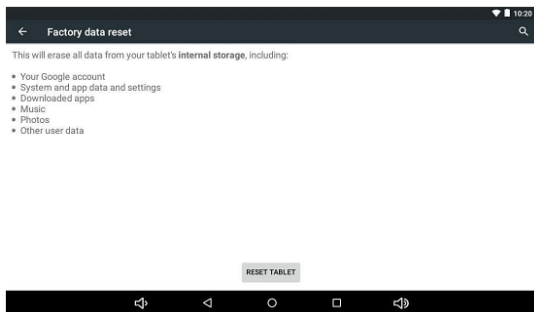 10:20
Factory data reset
This will erase all data from your tablet's internal storage, including:
• Your Google account
• System and app data and settings
• Downloaded apps
• Music
• Photos
• Other user data
RESET TABLET